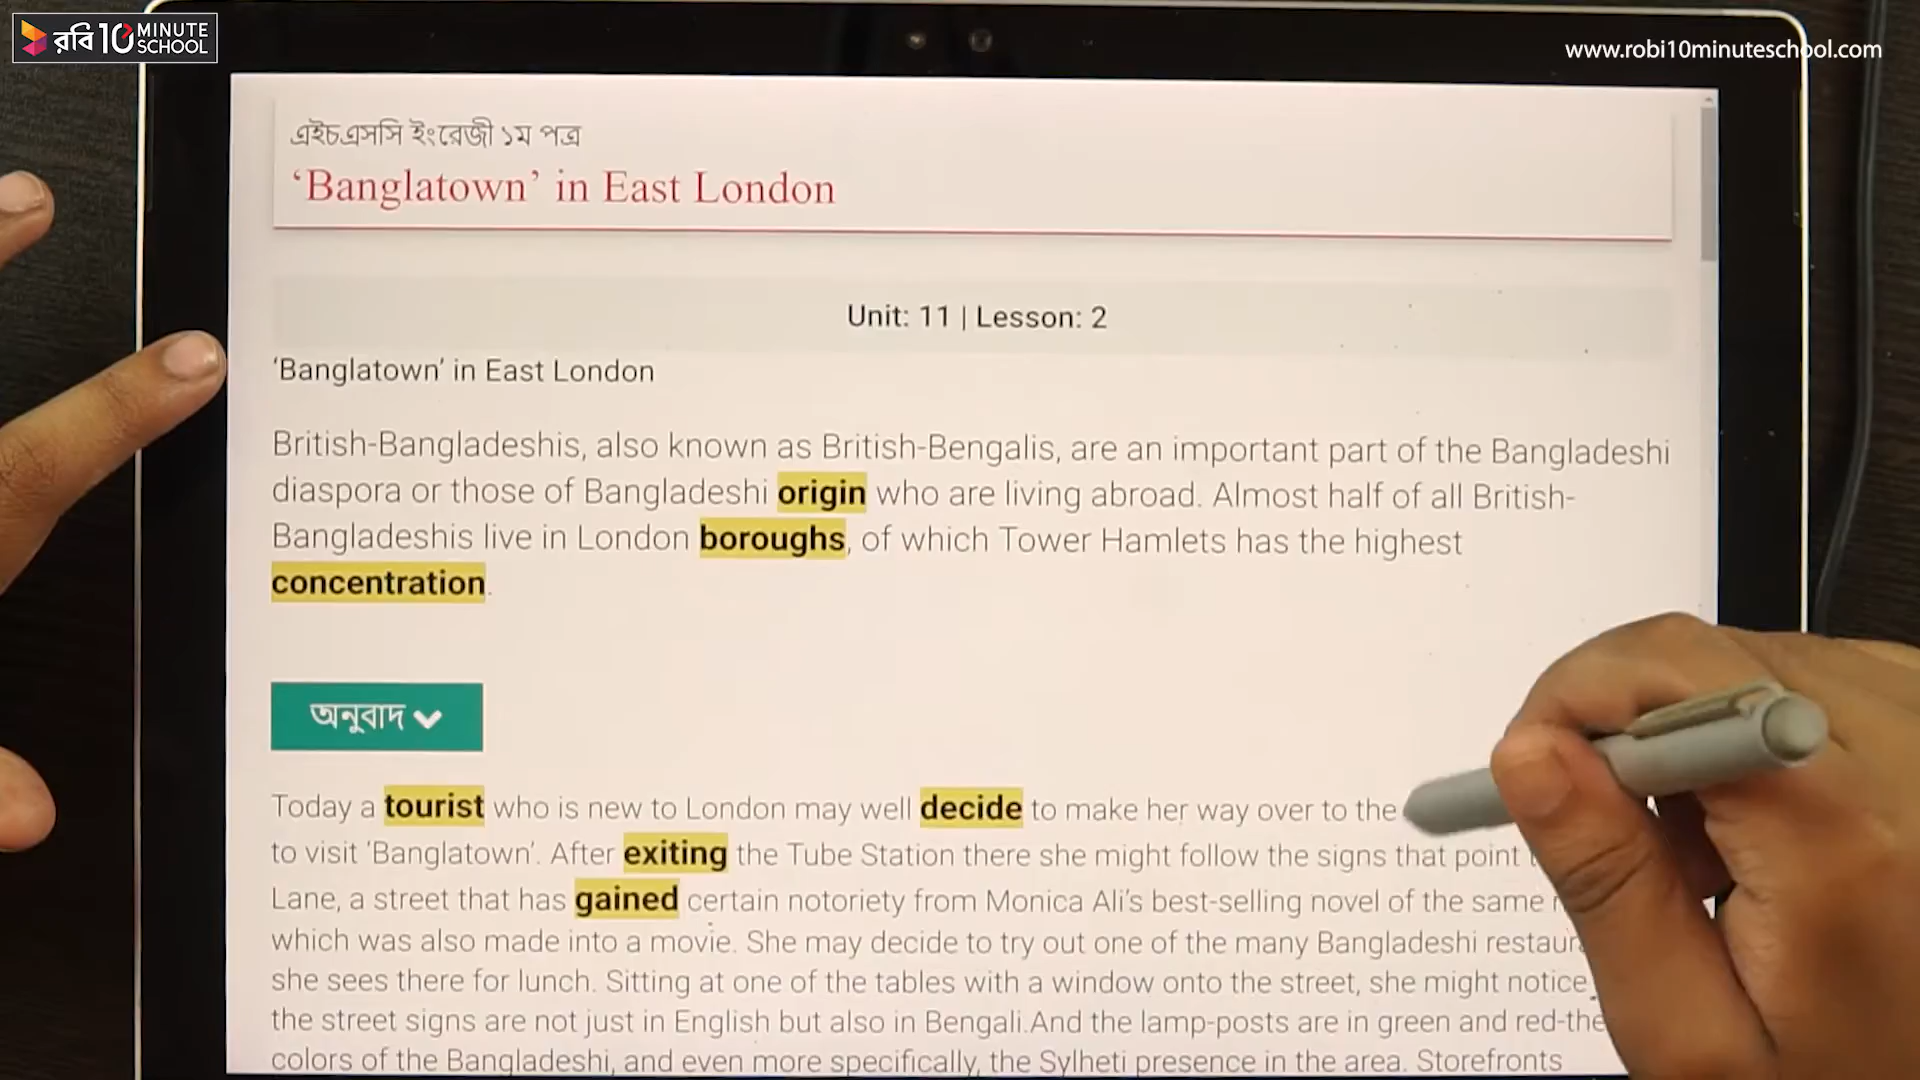 রবি 10 MINUTE SCHOOL
www.robi10minuteschool.com
এইচএসসি ইংরেজী ১ম পত্র
‘Banglatown’ in East London
Unit: 11 | Lesson: 2
‘Banglatown’ in East London
British-Bangladeshis, also known as British-Bengalis, are an important part of the Bangladeshi
diaspora or those of Bangladeshi origin who are living abroad. Almost half of all British-
Bangladeshis live in London boroughs, of which Tower Hamlets has the highest
concentration.
অনুবাদ
Today a tourist who is new to London may well decide to make her way over to the
to visit ‘Banglatown’. After exiting the Tube Station there she might follow the signs that point
Lane, a street that has gained certain notoriety from Monica Ali’s best-selling novel of the same
which was also made into a movie. She may decide to try out one of the many Bangladeshi
she sees there for lunch. Sitting at one of the tables with a window onto the street, she might notice
the street signs are not just in English but also in Bengali.And the lamp-posts are in green and red-the
colors of the Bangladeshi, and even more specifically, the Sylheti presence in the area. Storefronts